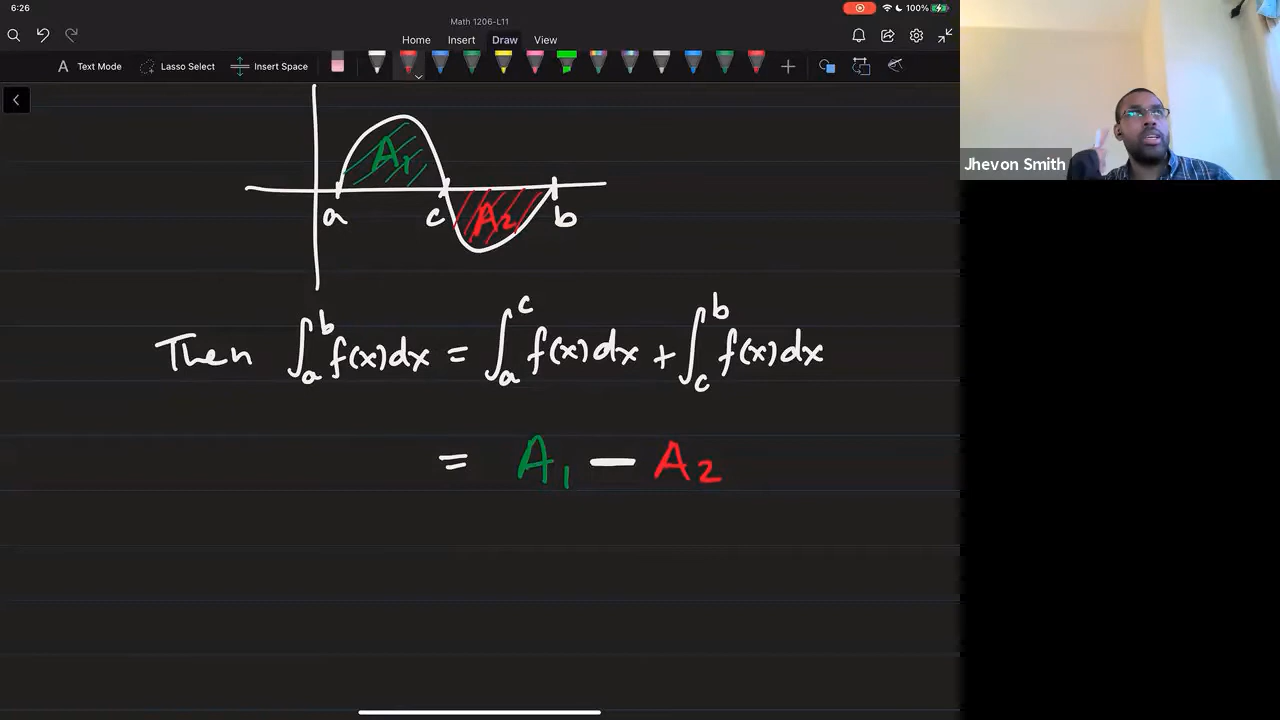 6:26
100%
Math 1206-L11
Home Insert Draw View
Text Mode Lasso Select Insert Space
Jhevon Smith
A₁
a c A₂ b
Then ∫ₐᵇ f(x)dx = ∫ₐᶜ f(x)dx + ∫_c^b f(x)dx
= A₁ − A₂